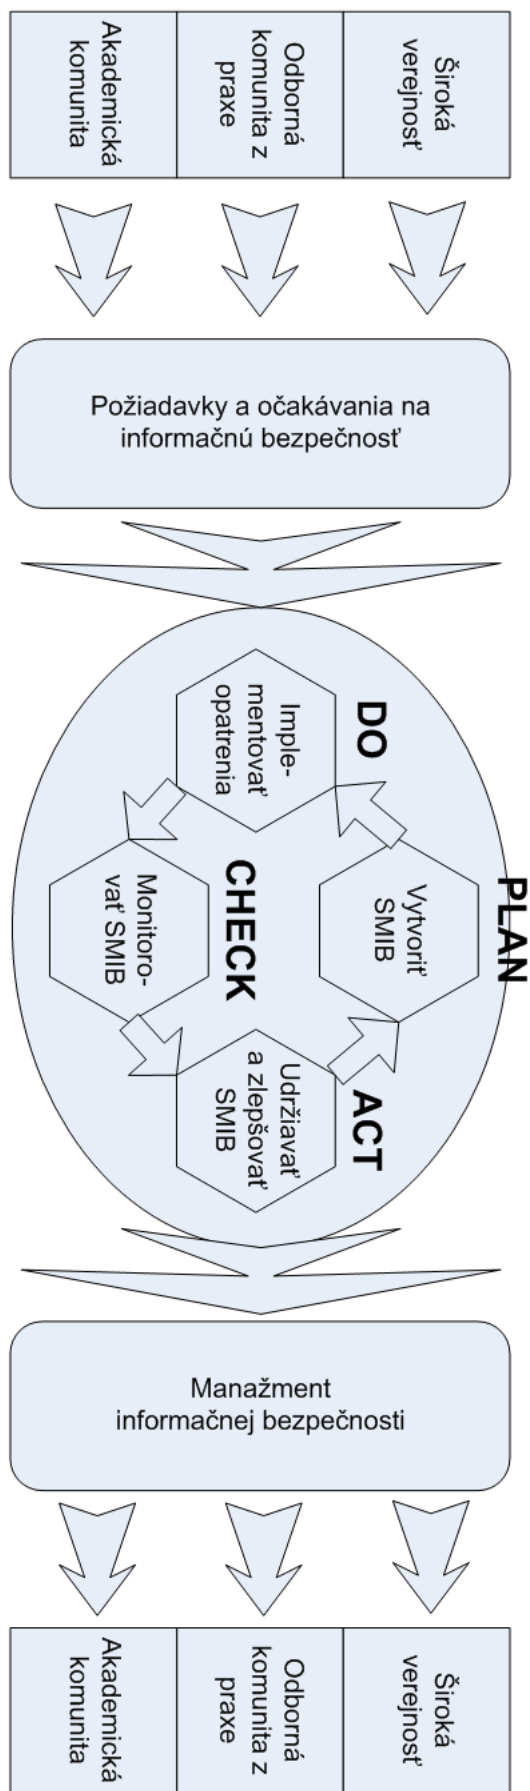 Akademická
komunita
Odborná
komunita z
praxe
Široká
verejnosť
Požiadavky a očakávania na
informačnú bezpečnosť
DO
Imple-
mentovať
opatrenia
PLAN
Vytvoriť
SMIB
CHECK
Monitoro-
vať SMIB
ACT
Udržiavať
a zlepšovať
SMIB
Manažment
informačnej bezpečnosti
Akademická
komunita
Odborná
komunita z
praxe
Široká
verejnosť